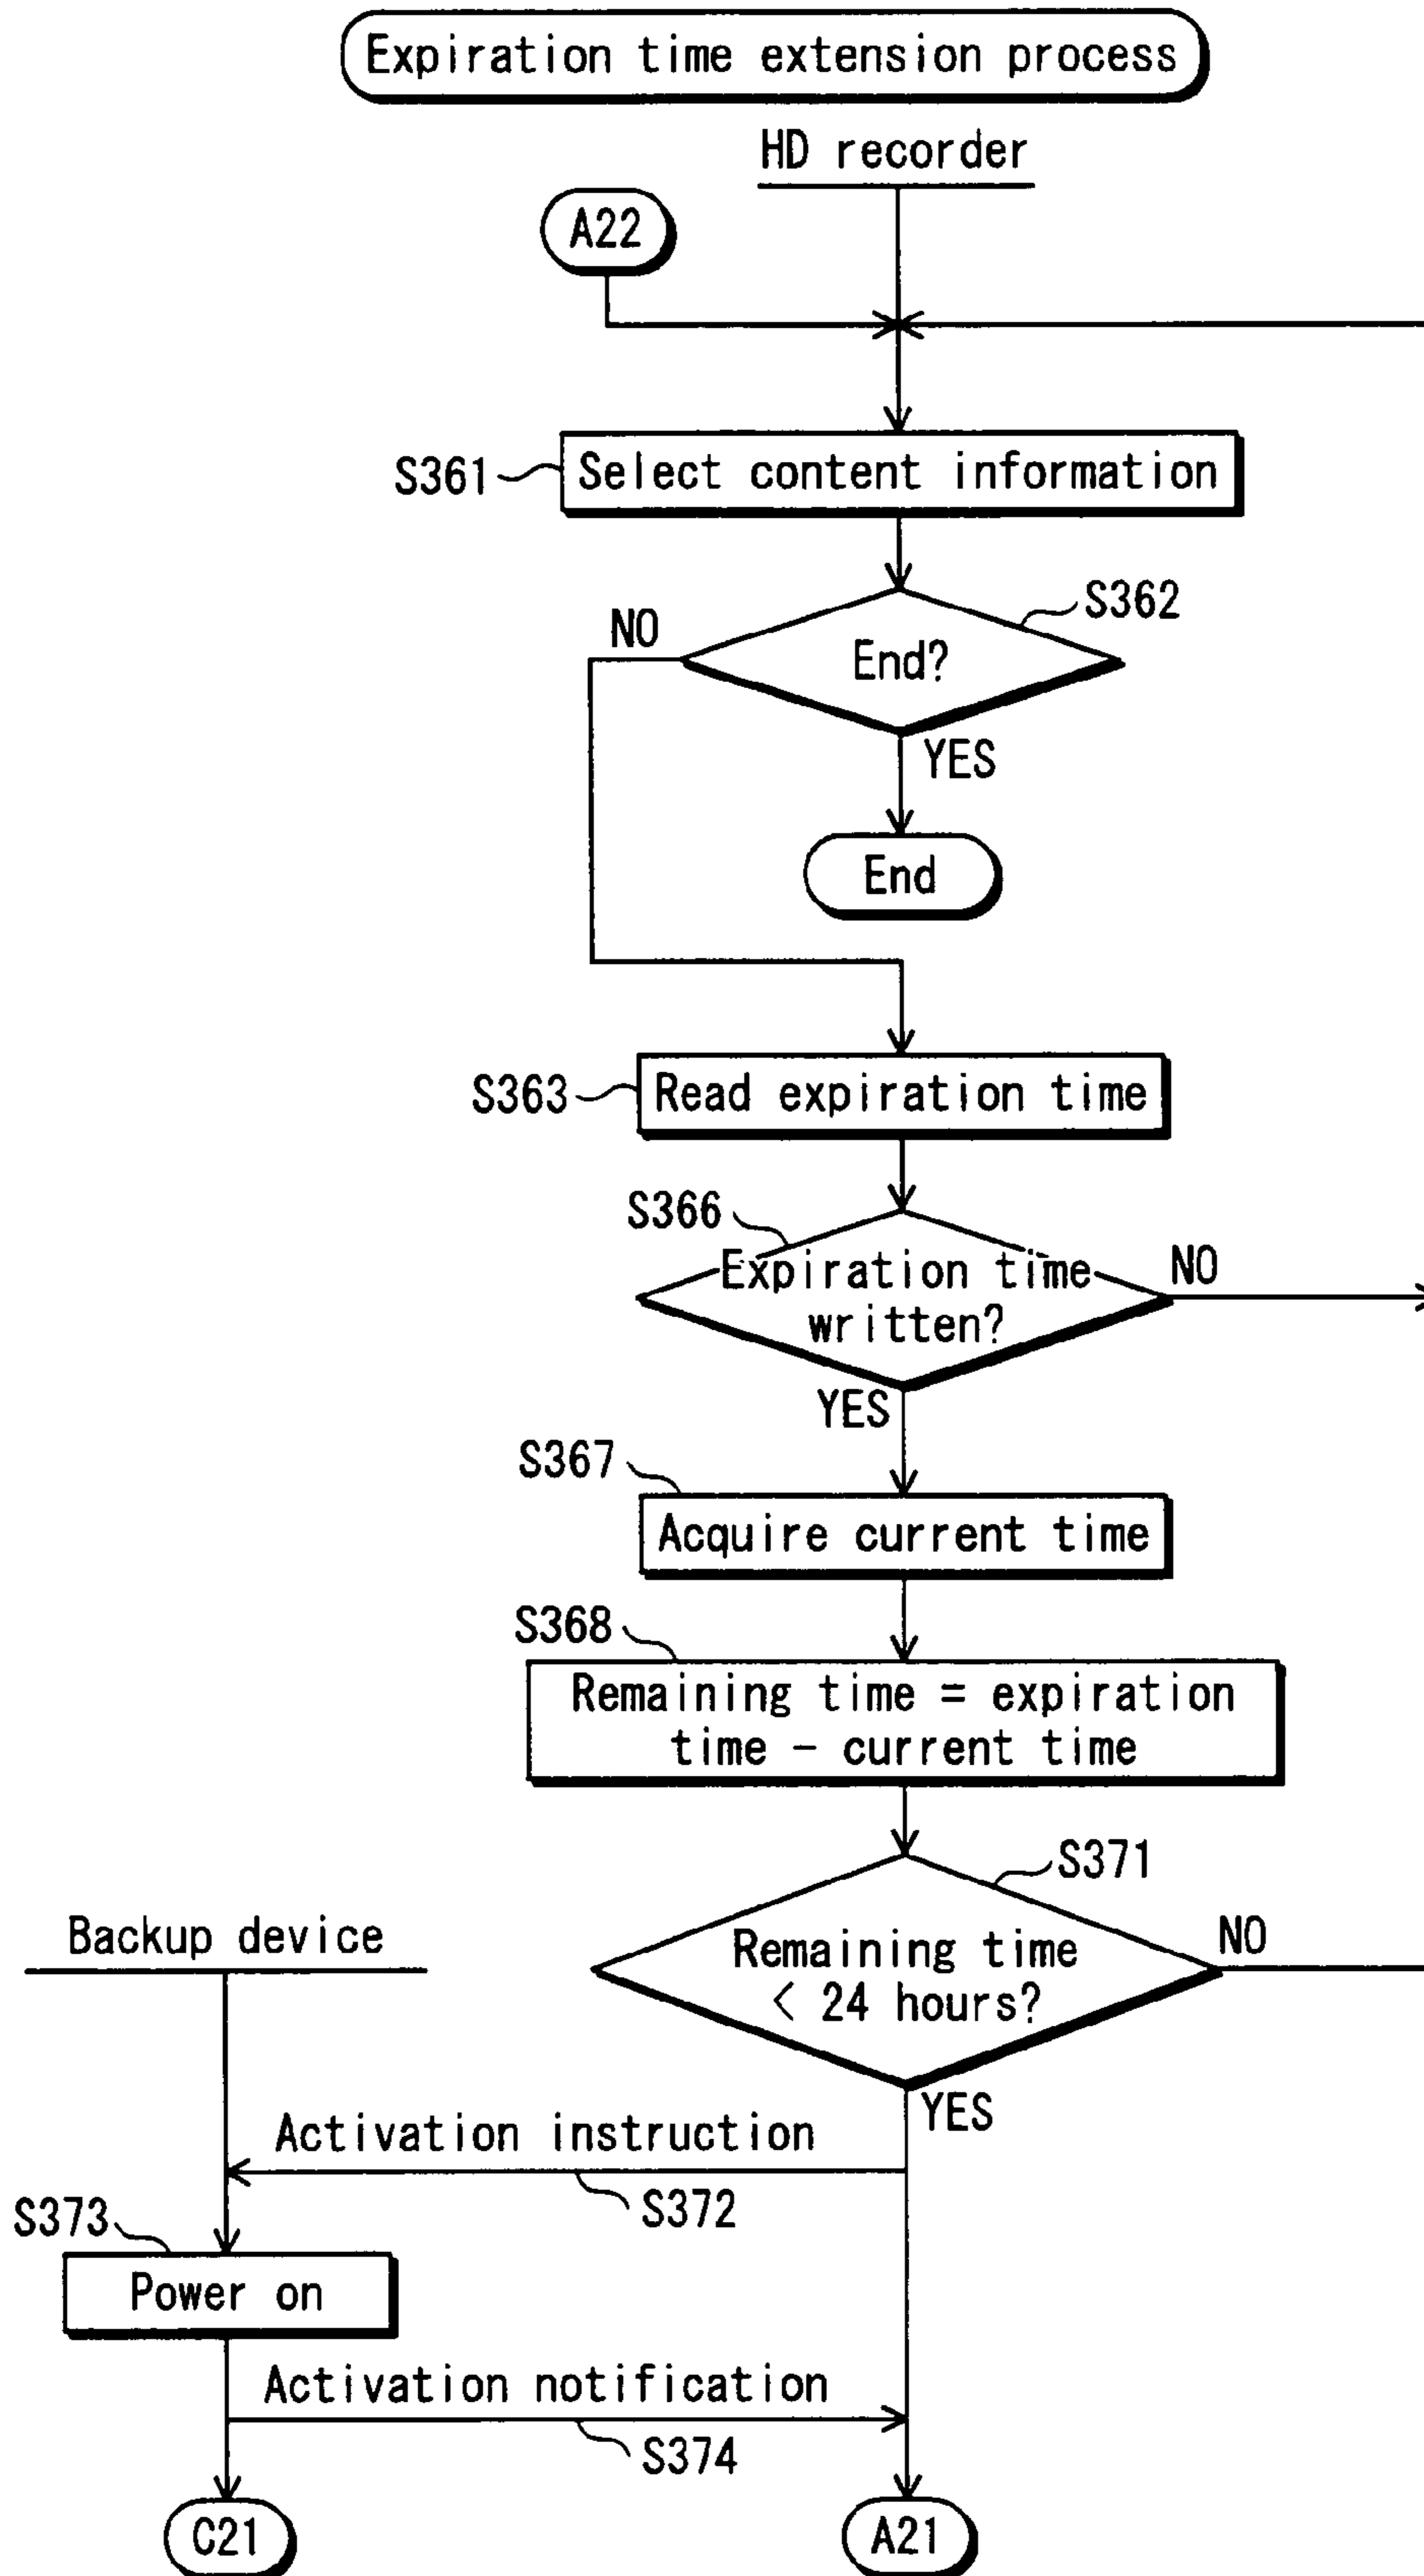 Expiration time extension process
HD recorder
A22
S361
Select content information
S362
NO
End?
YES
End
S363
Read expiration time
S366
Expiration time
written?
NO
YES
S367
Acquire current time
S368
Remaining time = expiration
time - current time
S371
Backup device
Remaining time
< 24 hours?
NO
YES
Activation instruction
S372
S373
Power on
Activation notification
S374
C21
A21